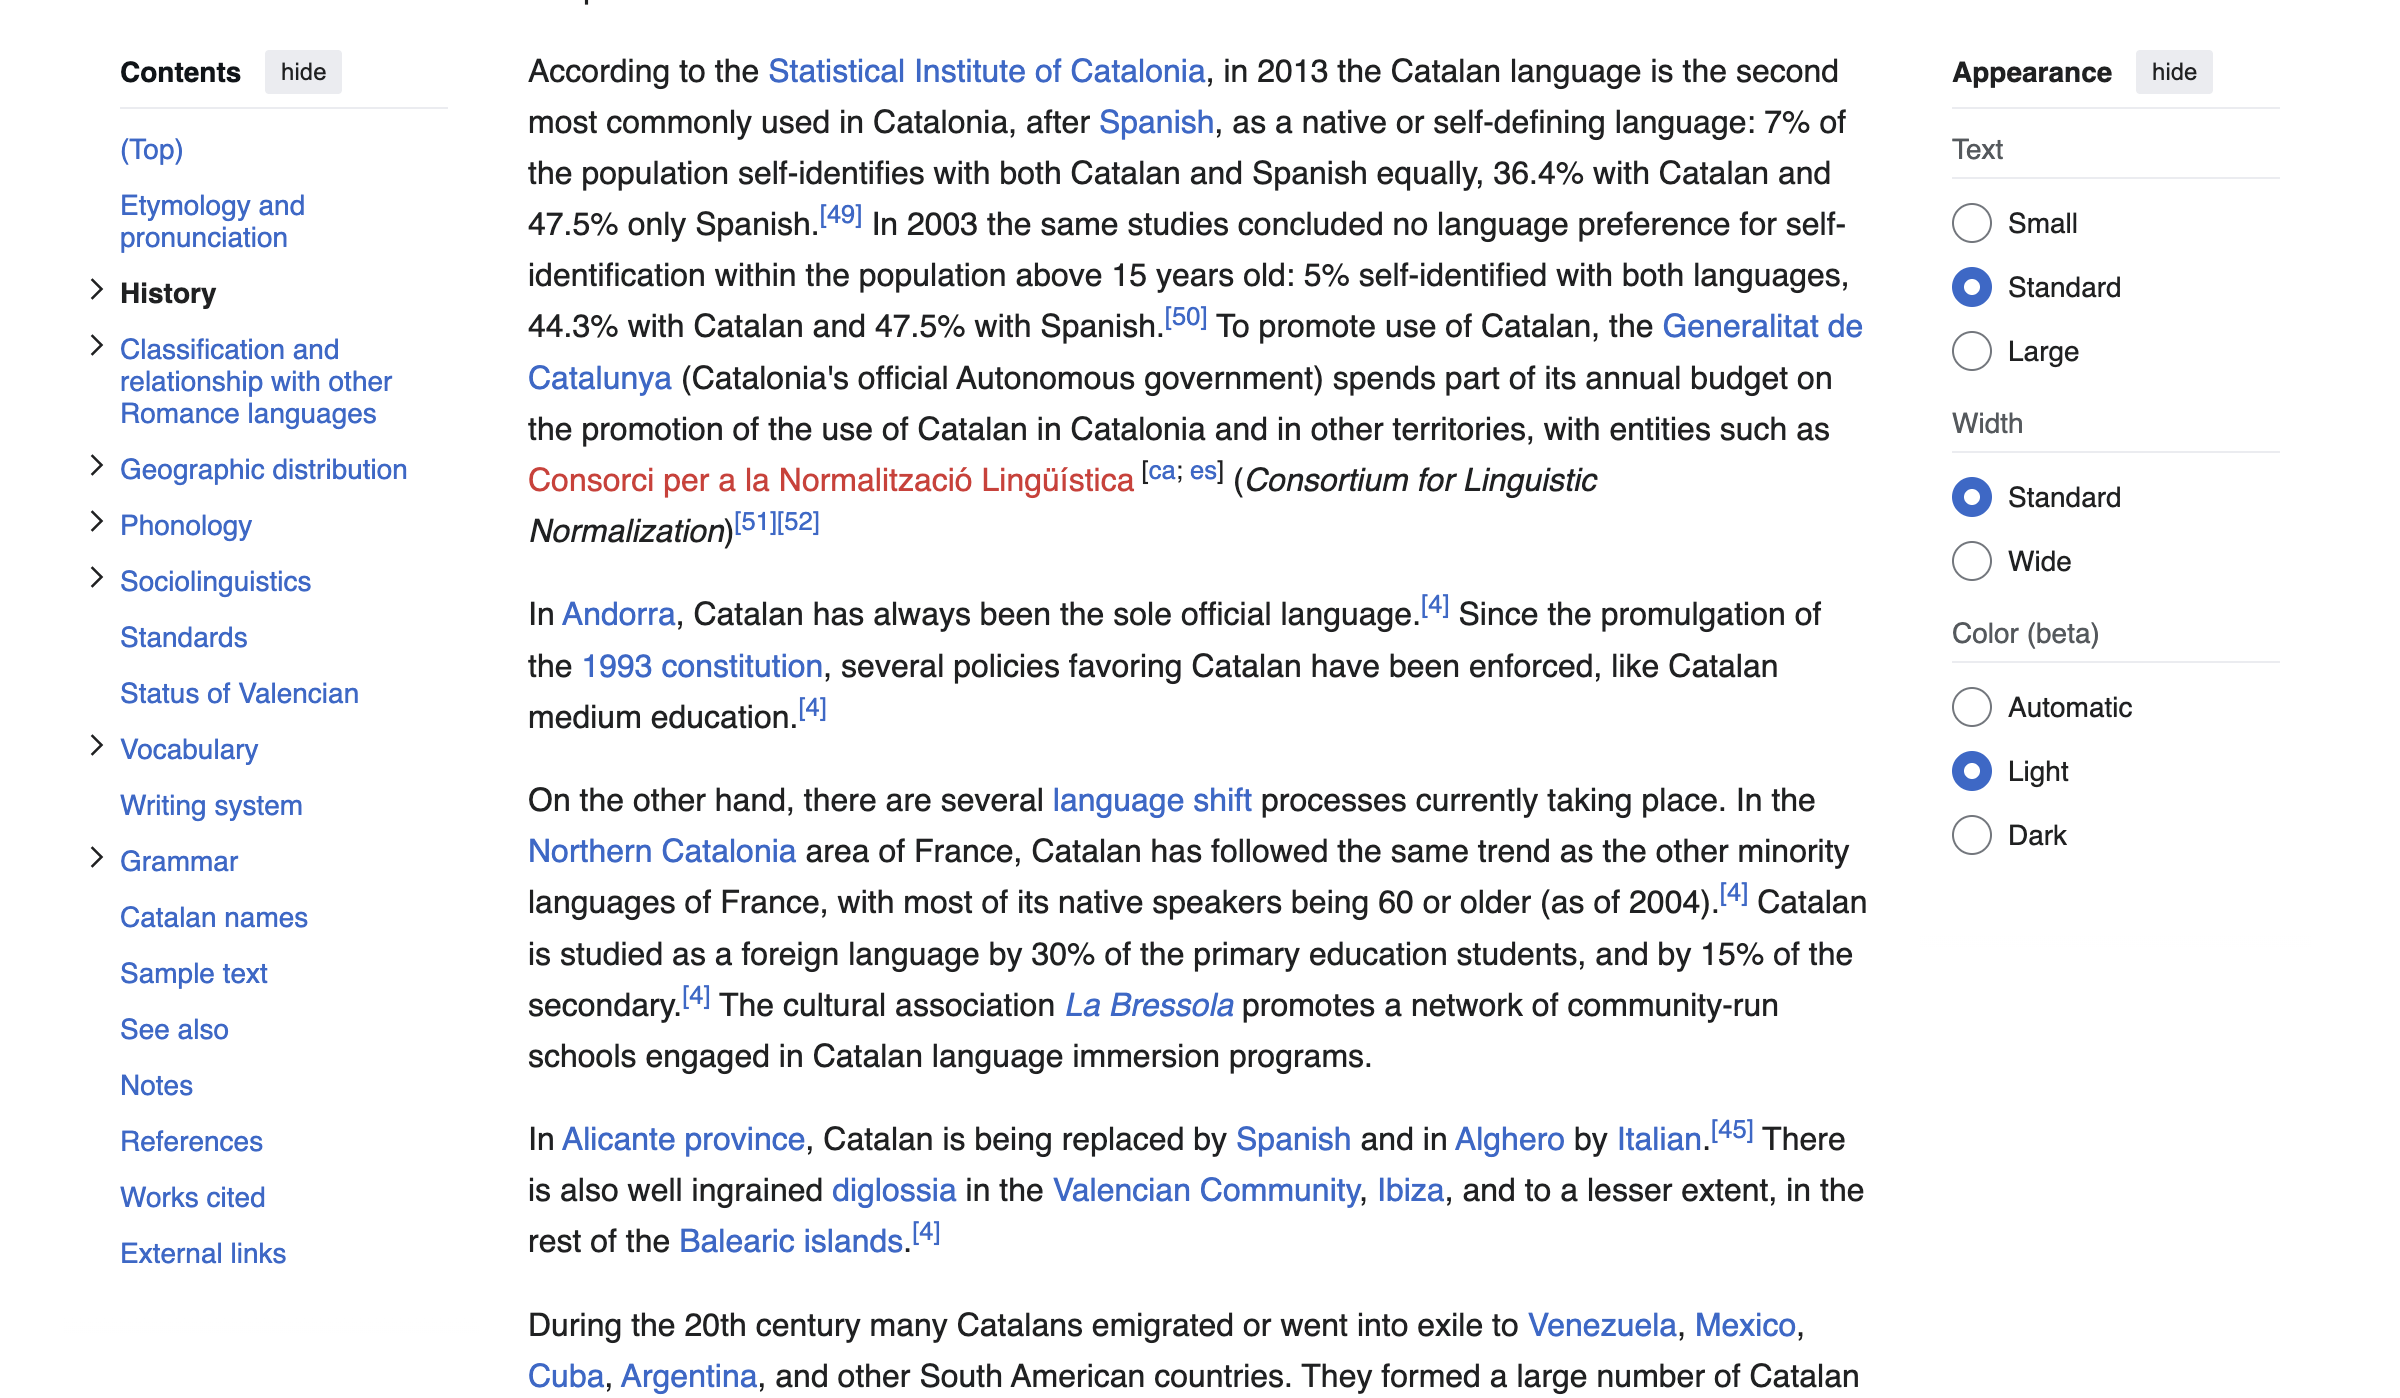 Contents hide
(Top)
Etymology and
pronunciation
History
Classification and
relationship with other
Romance languages
Geographic distribution
Phonology
Sociolinguistics
Standards
Status of Valencian
Vocabulary
Writing system
Grammar
Catalan names
Sample text
See also
Notes
References
Works cited
External links
According to the Statistical Institute of Catalonia, in 2013 the Catalan language is the second
most commonly used in Catalonia, after Spanish, as a native or self-defining language: 7% of
the population self-identifies with both Catalan and Spanish equally, 36.4% with Catalan and
47.5% only Spanish.[49] In 2003 the same studies concluded no language preference for self-
identification within the population above 15 years old: 5% self-identified with both languages,
44.3% with Catalan and 47.5% with Spanish.[50] To promote use of Catalan, the Generalitat de
Catalunya (Catalonia's official Autonomous government) spends part of its annual budget on
the promotion of the use of Catalan in Catalonia and in other territories, with entities such as
Consorci per a la Normalització Lingüística [ca; es] (Consortium for Linguistic
Normalization)[51][52]
In Andorra, Catalan has always been the sole official language.[4] Since the promulgation of
the 1993 constitution, several policies favoring Catalan have been enforced, like Catalan
medium education.[4]
On the other hand, there are several language shift processes currently taking place. In the
Northern Catalonia area of France, Catalan has followed the same trend as the other minority
languages of France, with most of its native speakers being 60 or older (as of 2004).[4] Catalan
is studied as a foreign language by 30% of the primary education students, and by 15% of the
secondary.[4] The cultural association La Bressola promotes a network of community-run
schools engaged in Catalan language immersion programs.
In Alicante province, Catalan is being replaced by Spanish and in Alghero by Italian.[45] There
is also well ingrained diglossia in the Valencian Community, Ibiza, and to a lesser extent, in the
rest of the Balearic islands.[4]
During the 20th century many Catalans emigrated or went into exile to Venezuela, Mexico,
Cuba, Argentina, and other South American countries. They formed a large number of Catalan
Appearance hide
Text
Small
Standard
Large
Width
Standard
Wide
Color (beta)
Automatic
Light
Dark